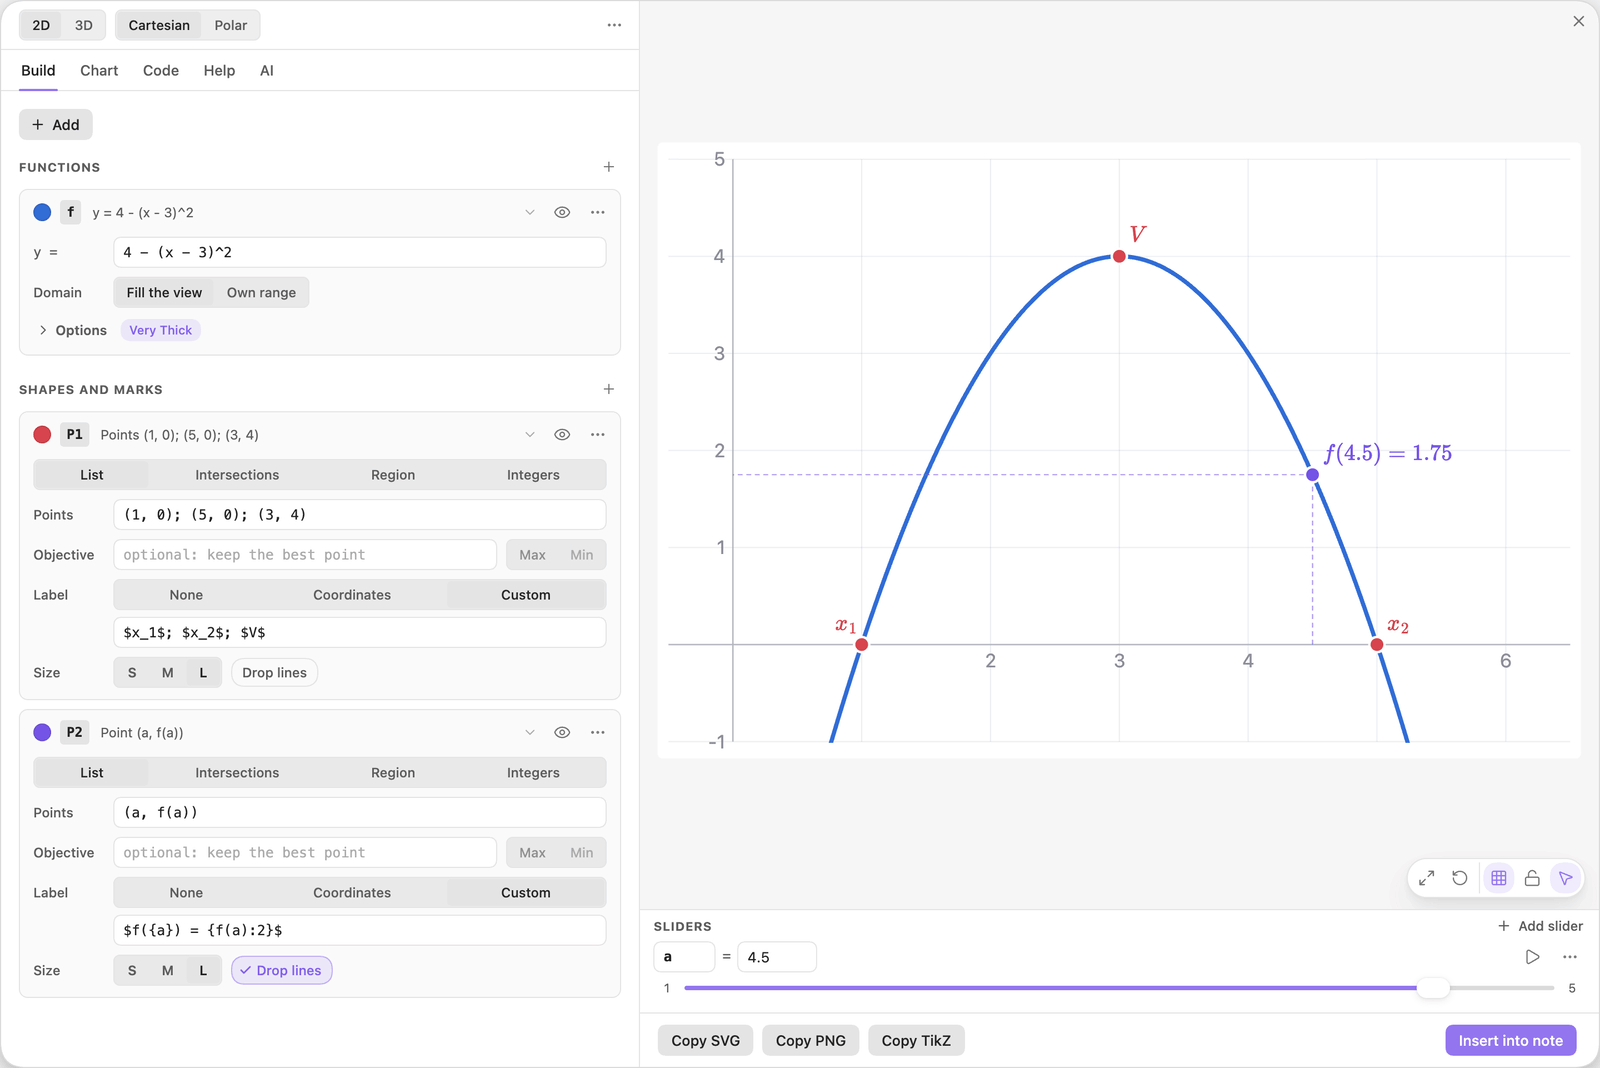 2D 3D Cartesian Polar ...
Build Chart Code Help AI
+ Add
FUNCTIONS +
f y = 4 - (x - 3)^2 ...
y = 4 − (x − 3)^2
Domain Fill the view Own range
> Options Very Thick
SHAPES AND MARKS +
P1 Points (1, 0); (5, 0); (3, 4) ...
List Intersections Region Integers
Points (1, 0); (5, 0); (3, 4)
Objective optional: keep the best point Max Min
Label None Coordinates Custom
$x_1$; $x_2$; $V$
Size S M L Drop lines
P2 Point (a, f(a)) ...
List Intersections Region Integers
Points (a, f(a))
Objective optional: keep the best point Max Min
Label None Coordinates Custom
$f({a}) = {f(a):2}$
Size S M L ✓ Drop lines
5
V
4
3
2
f(4.5) = 1.75
1
x₁ x₂
2 3 4 6
-1
SLIDERS + Add slider
a = 4.5 ...
1 5
Copy SVG Copy PNG Copy TikZ Insert into note